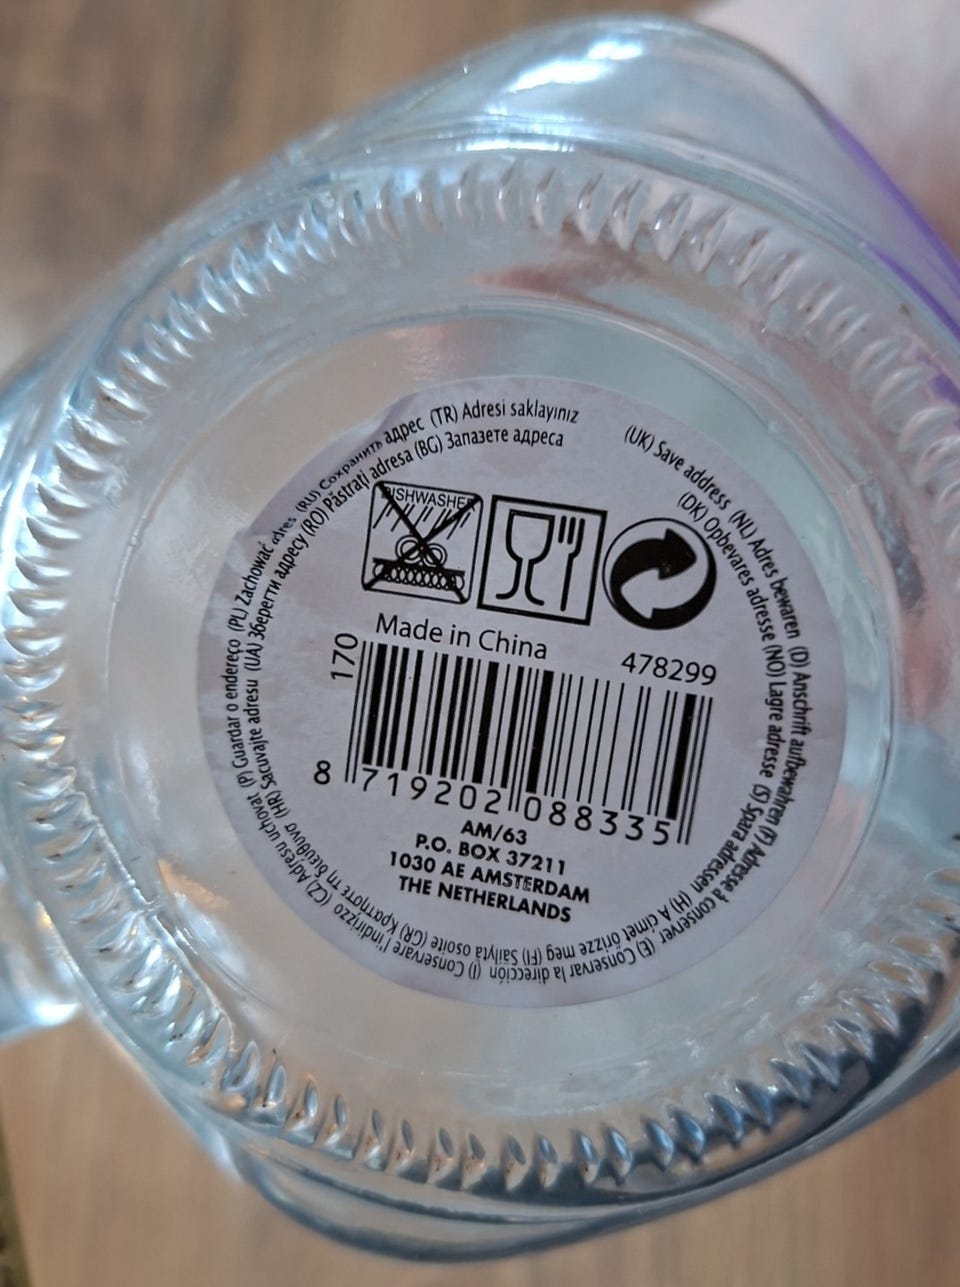 (UK) Save address (NL) Adres bewaren (D) Anschrift aufbewahren (F) Adresse à conserver (E) Conservar la dirección (I) Conservare l'indirizzo (CZ) Adresu uchovat (P) Guardar o endereço (PL) Zachować adres (RU) Сохранить адрес (TR) Adresi saklayınız
(DK) Opbevares adresse (NO) Lagre adresse (S) Spara adressen (H) A címet őrizze meg (FI) Säilytä osoite (GR) Κρατήστε τη διεύθυνση (HR) Sačuvajte adresu (UA) Зберегти адресу (RO) Păstrați adresa (BG) Запазете адреса
DISHWASHER
Made in China
478299
170
8 719202 088335
AM/63
P.O. BOX 37211
1030 AE AMSTERDAM
THE NETHERLANDS